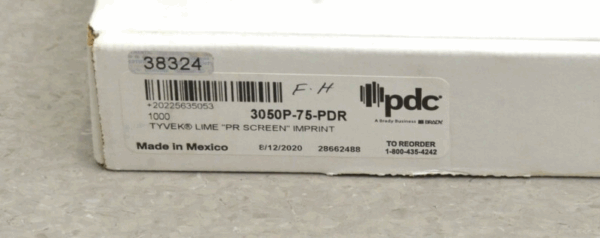 38324
F-H
+20225635053
1000 3050P-75-PDR
TYVEK® LIME "PR SCREEN" IMPRINT
Made in Mexico 8/12/2020 28662488
pdc
A Brady Business BRADY
TO REORDER
1-800-435-4242